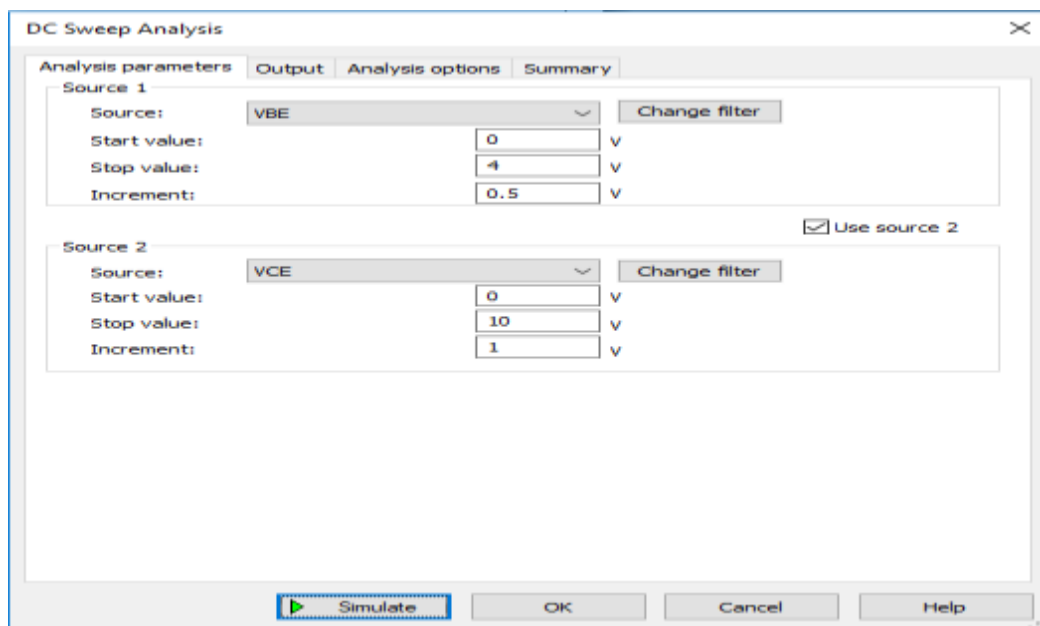 DC Sweep Analysis
Analysis parameters Output Analysis options Summary
Source 1
Source: VBE Change filter
Start value: 0 V
Stop value: 4 V
Increment: 0.5 V
Use source 2
Source 2
Source: VCE Change filter
Start value: 0 V
Stop value: 10 V
Increment: 1 V
Simulate OK Cancel Help